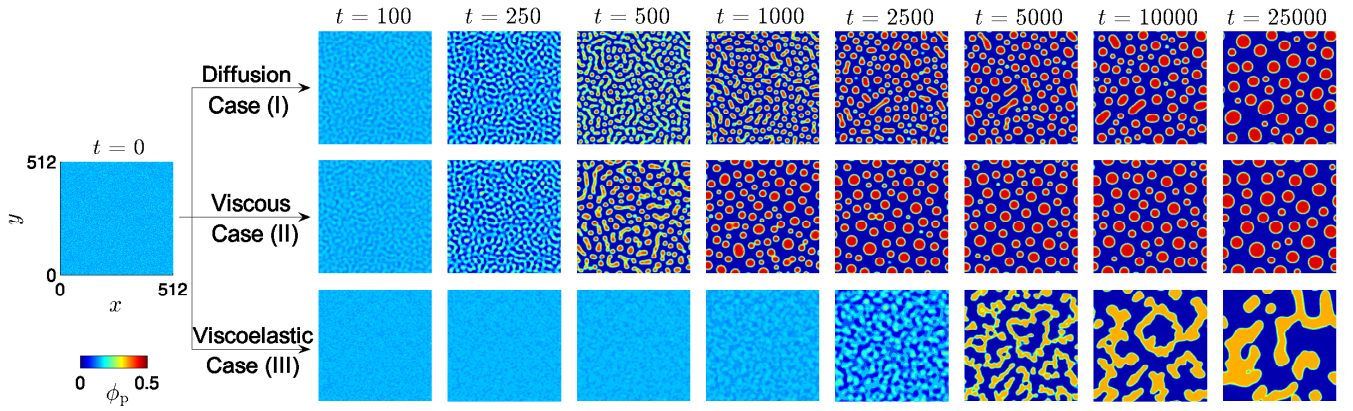 t = 100 t = 250 t = 500 t = 1000 t = 2500 t = 5000 t = 10000 t = 25000
Diffusion
Case (I)
t = 0
512
y
0
0 512
x
Viscous
Case (II)
Viscoelastic
Case (III)
0 0.5
ϕp